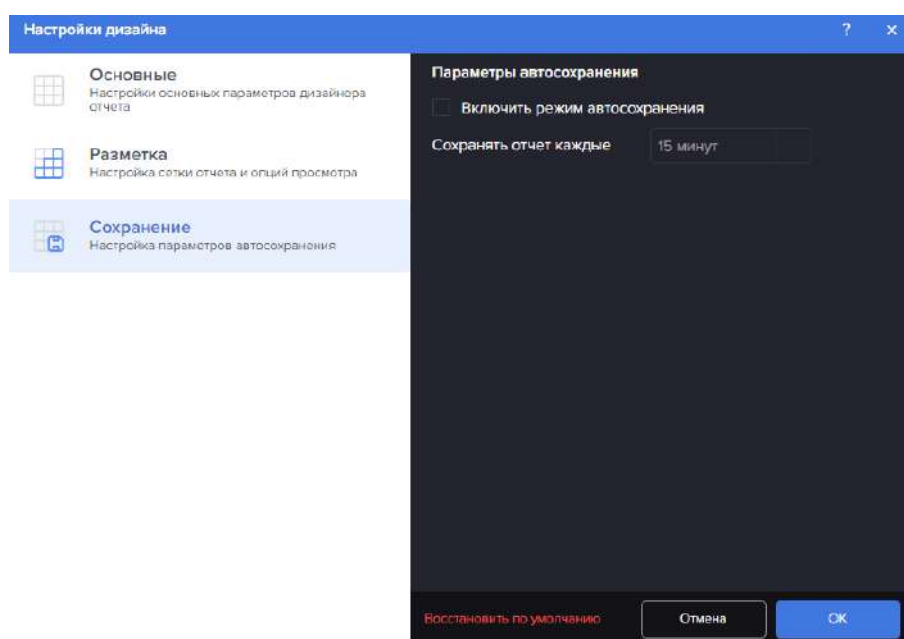 Настройки дизайна
?
×
Основные
Настройки основных параметров дизайнера
отчета
Разметка
Настройка сетки отчета и опций просмотра
Сохранение
Настройка параметров автосохранения
Параметры автосохранения
Включить режим автосохранения
Сохранять отчет каждые 15 минут
Восстановить по умолчанию Отмена ОК